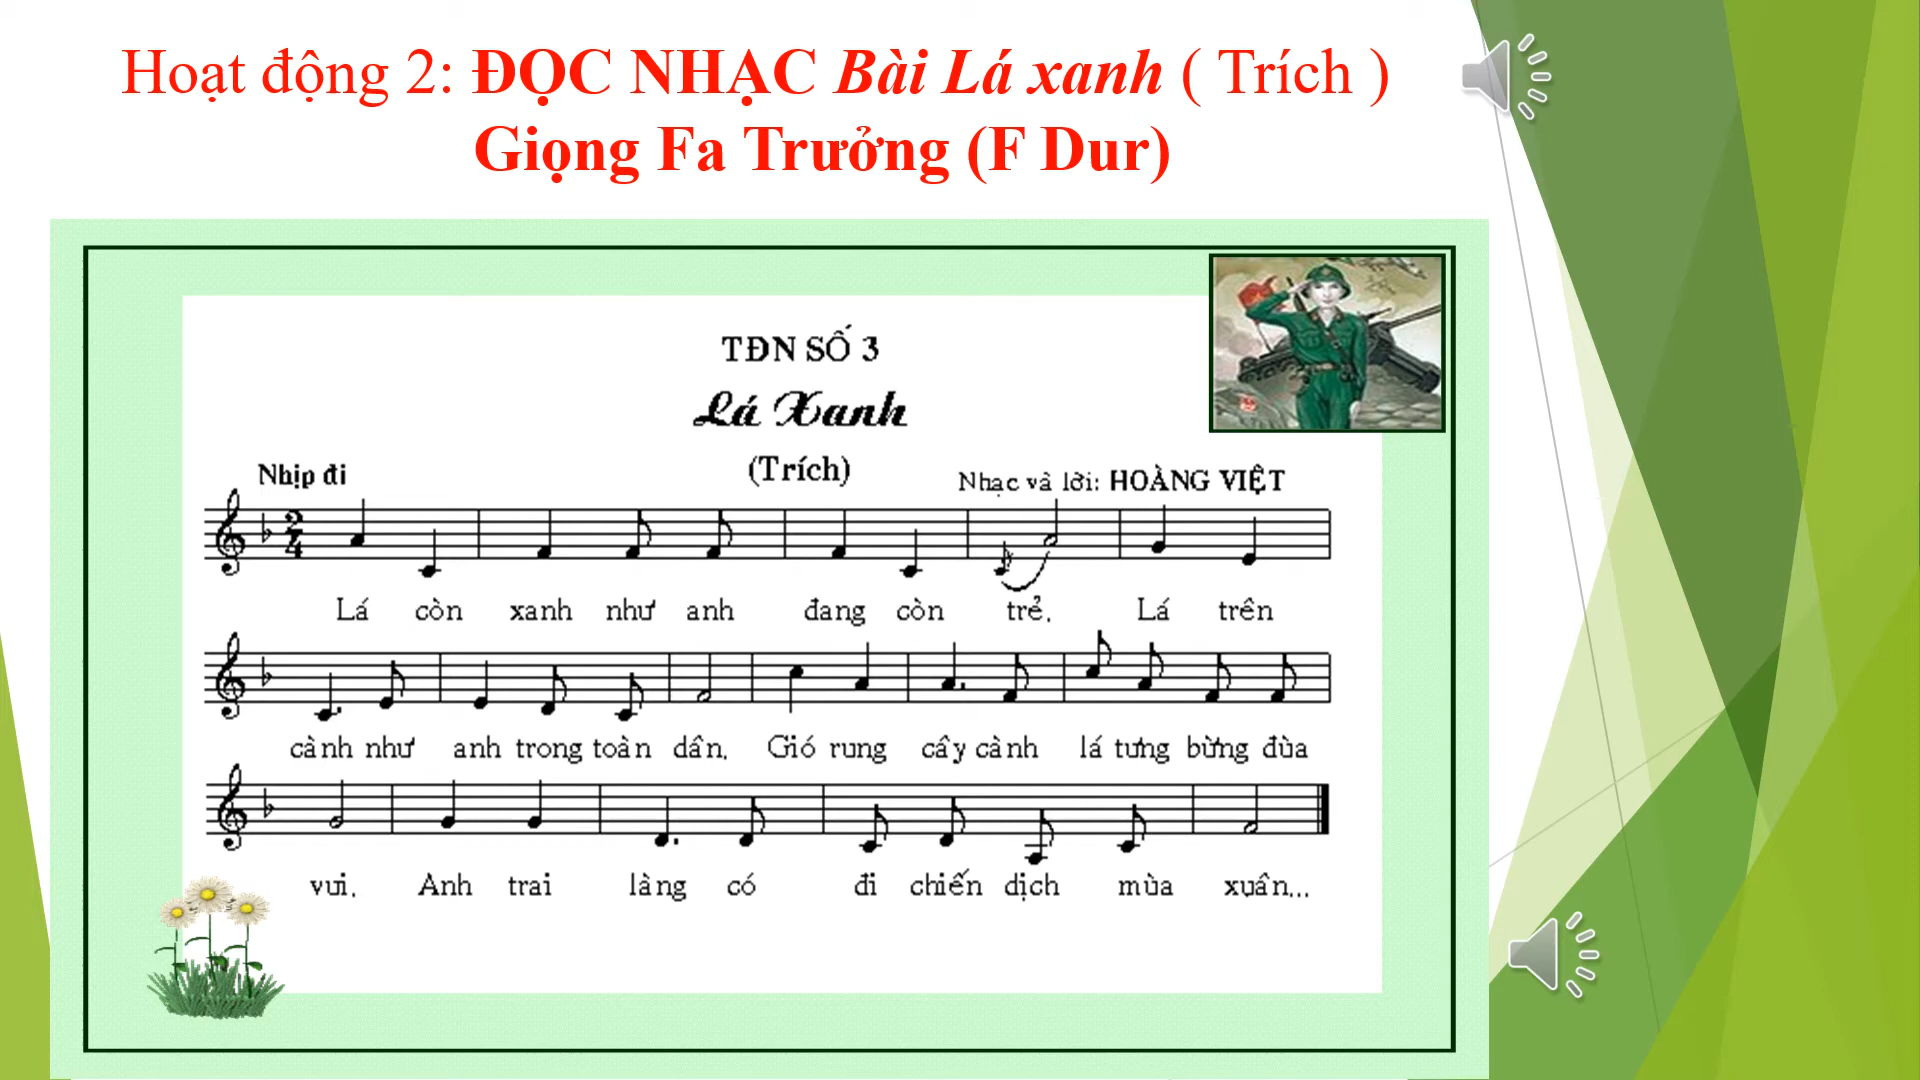 Hoạt động 2: ĐỌC NHẠC Bài Lá xanh ( Trích )
Giọng Fa Trưởng (F Dur)
TĐN SỐ 3
Lá Xanh
(Trích)
Nhịp đi
Nhạc và lời: HOÀNG VIỆT
2
4
Lá còn xanh như anh đang còn trẻ. Lá trên
cành như anh trong toàn dân. Gió rung cây cành lá tưng bừng đùa
vui. Anh trai làng có đi chiến dịch mùa xuân...